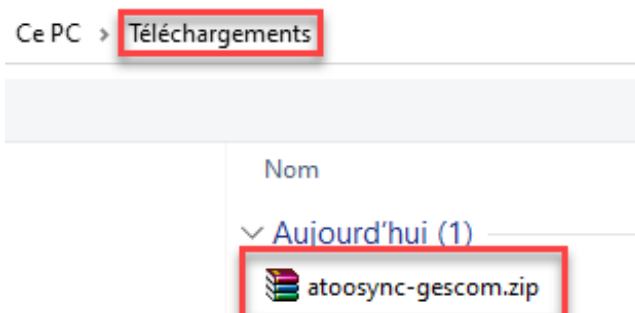 Ce PC > Téléchargements
Nom
Aujourd'hui (1)
atoosync-gescom.zip